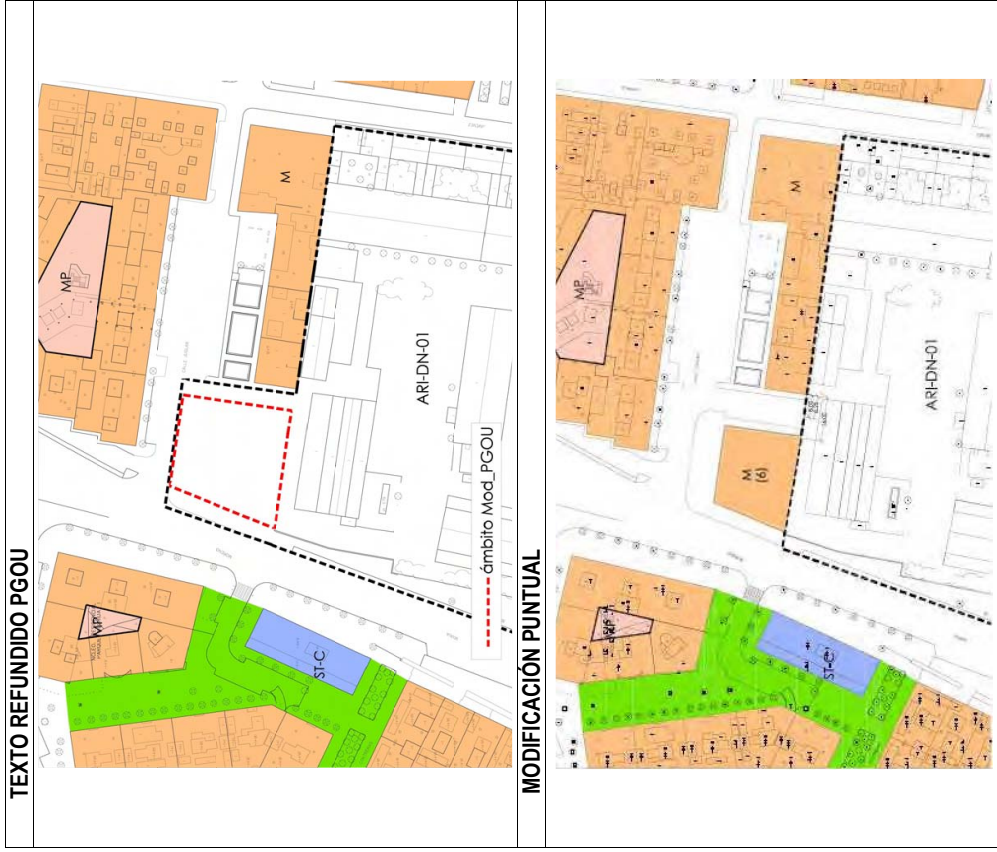 TEXTO REFUNDIDO PGOU
MP
M
MP
ST-C
ARI-DN-01
ámbito Mod_PGOU
MODIFICACIÓN PUNTUAL
MP
M
M
(6)
ST-C
ARI-DN-01